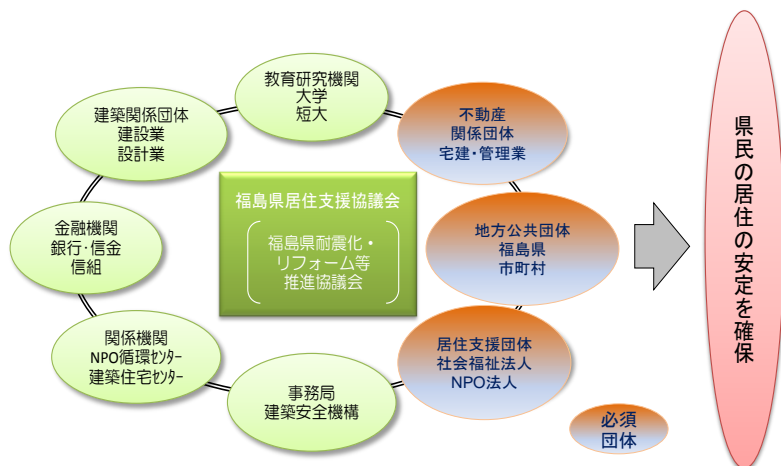 教育研究機関
大学
短大
建築関係団体
建設業
設計業
不動産
関係団体
宅建・管理業
福島県居住支援協議会
福島県耐震化・
リフォーム等
推進協議会
金融機関
銀行・信金
信組
地方公共団体
福島県
市町村
関係機関
NPO循環ｾﾝﾀｰ
建築住宅ｾﾝﾀｰ
居住支援団体
社会福祉法人
NPO法人
事務局
建築安全機構
必須
団体
県民の居住の安定を確保